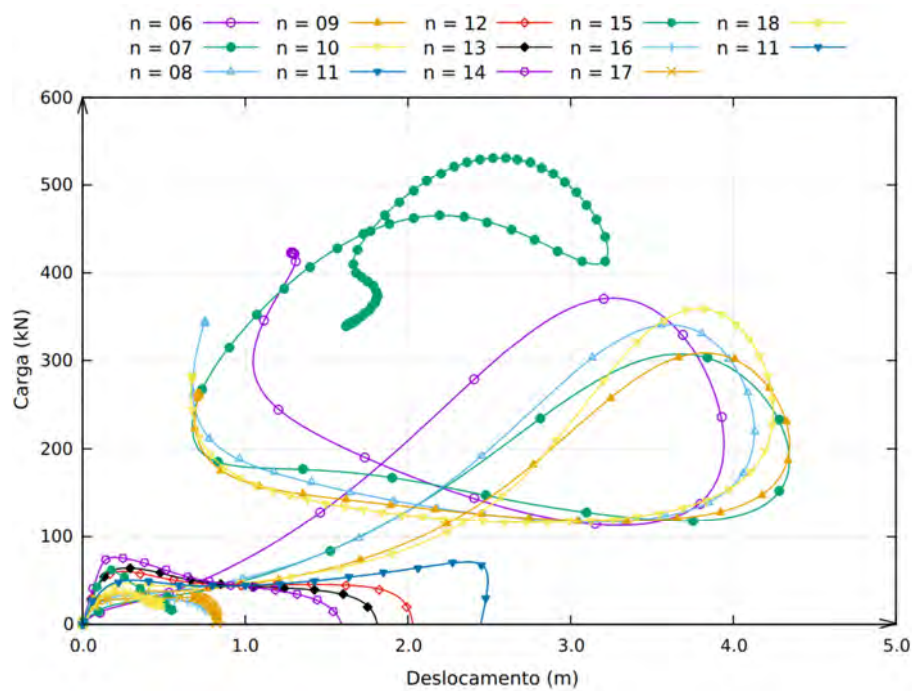 n = 06 n = 09 n = 12 n = 15 n = 18
n = 07 n = 10 n = 13 n = 16 n = 11
n = 08 n = 11 n = 14 n = 17
600
500
400
300
200
100
0
Carga (kN)
0.0 1.0 2.0 3.0 4.0 5.0
Deslocamento (m)